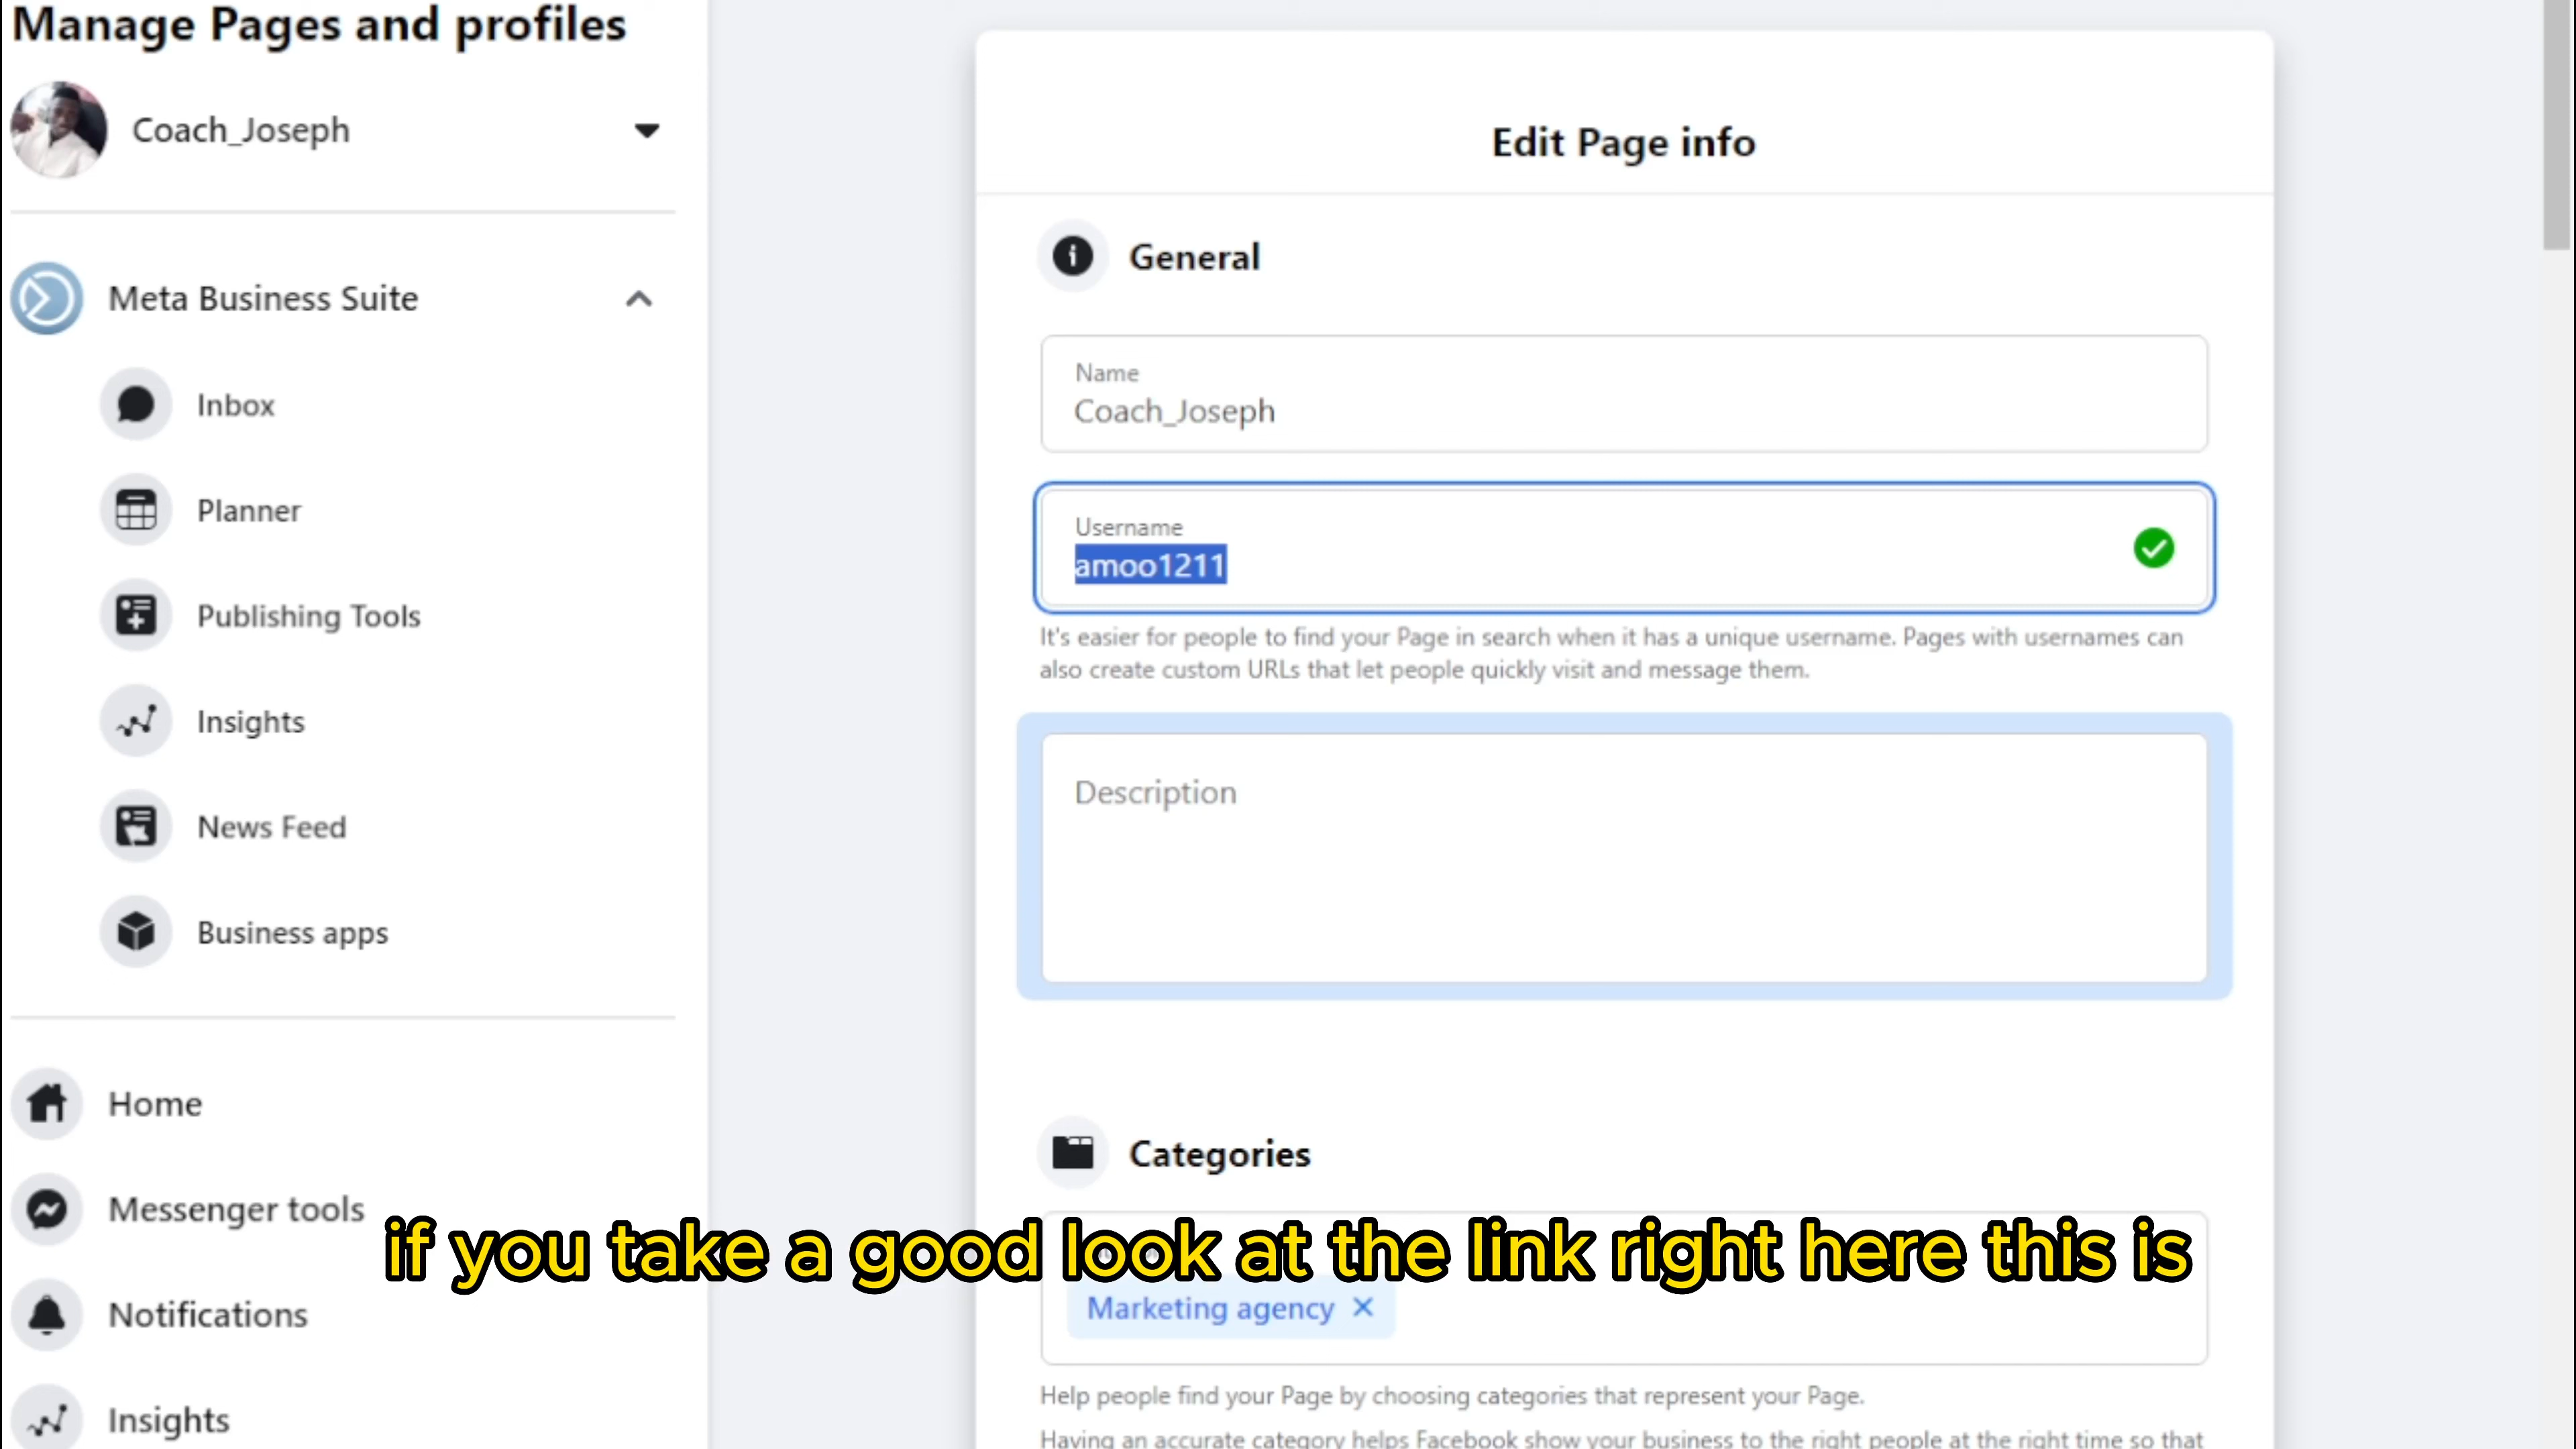 Manage Pages and profiles
Coach_Joseph
Meta Business Suite
Inbox
Planner
Publishing Tools
Insights
News Feed
Business apps
Home
Messenger tools
Notifications
Insights
Edit Page info
General
Name
Coach_Joseph
Username
amoo1211
It's easier for people to find your Page in search when it has a unique username. Pages with usernames can
also create custom URLs that let people quickly visit and message them.
Description
Categories
if you take a good look at the link right here this is
Marketing agency
Help people find your Page by choosing categories that represent your Page.
Having an accurate category helps Facebook show your business to the right people at the right time so that